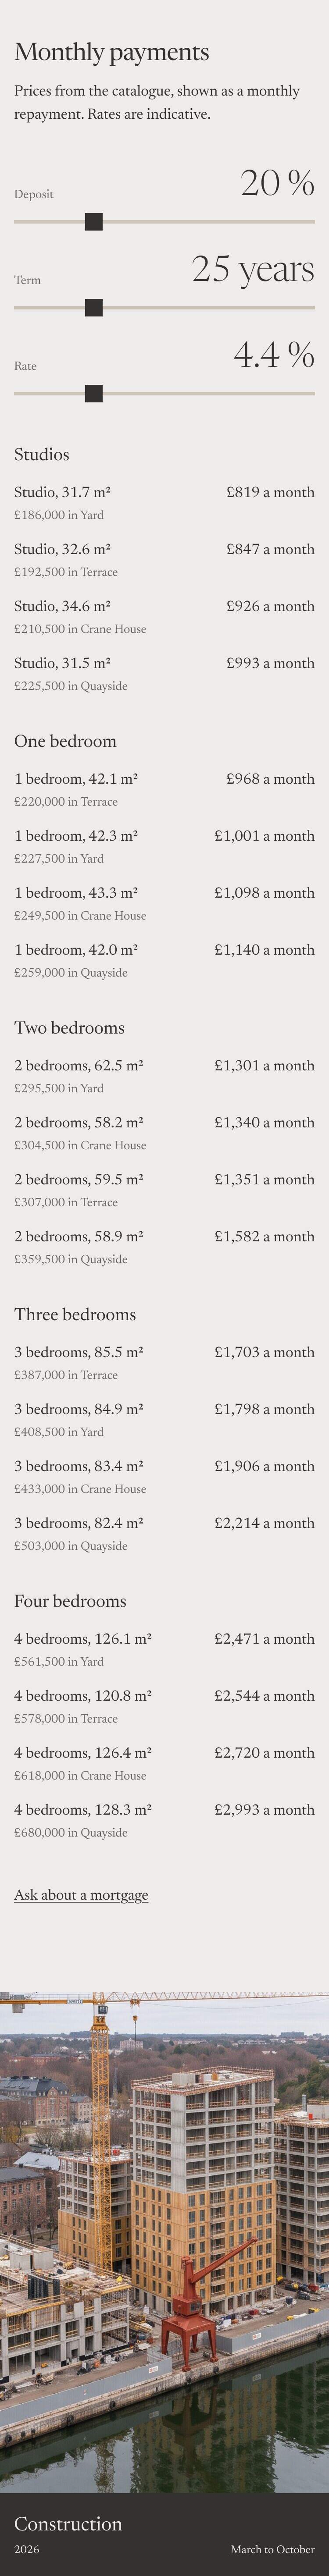 Monthly payments
Prices from the catalogue, shown as a monthly
repayment. Rates are indicative.
Deposit
20 %
Term
25 years
Rate
4.4 %
Studios
Studio, 31.7 m²
£819 a month
£186,000 in Yard
Studio, 32.6 m²
£847 a month
£192,500 in Terrace
Studio, 34.6 m²
£926 a month
£210,500 in Crane House
Studio, 31.5 m²
£993 a month
£225,500 in Quayside
One bedroom
1 bedroom, 42.1 m²
£968 a month
£220,000 in Terrace
1 bedroom, 42.3 m²
£1,001 a month
£227,500 in Yard
1 bedroom, 43.3 m²
£1,098 a month
£249,500 in Crane House
1 bedroom, 42.0 m²
£1,140 a month
£259,000 in Quayside
Two bedrooms
2 bedrooms, 62.5 m²
£1,301 a month
£295,500 in Yard
2 bedrooms, 58.2 m²
£1,340 a month
£304,500 in Crane House
2 bedrooms, 59.5 m²
£1,351 a month
£307,000 in Terrace
2 bedrooms, 58.9 m²
£1,582 a month
£359,500 in Quayside
Three bedrooms
3 bedrooms, 85.5 m²
£1,703 a month
£387,000 in Terrace
3 bedrooms, 84.9 m²
£1,798 a month
£408,500 in Yard
3 bedrooms, 83.4 m²
£1,906 a month
£433,000 in Crane House
3 bedrooms, 82.4 m²
£2,214 a month
£503,000 in Quayside
Four bedrooms
4 bedrooms, 126.1 m²
£2,471 a month
£561,500 in Yard
4 bedrooms, 120.8 m²
£2,544 a month
£578,000 in Terrace
4 bedrooms, 126.4 m²
£2,720 a month
£618,000 in Crane House
4 bedrooms, 128.3 m²
£2,993 a month
£680,000 in Quayside
Ask about a mortgage
Construction
2026
March to October